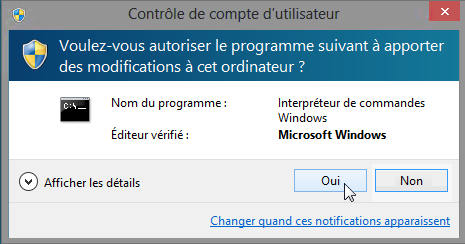 Contrôle de compte d'utilisateur
Voulez-vous autoriser le programme suivant à apporter
des modifications à cet ordinateur ?
C:\_
Nom du programme : Interpréteur de commandes
Windows
Éditeur vérifié : Microsoft Windows
Afficher les détails
Oui Non
Changer quand ces notifications apparaissent